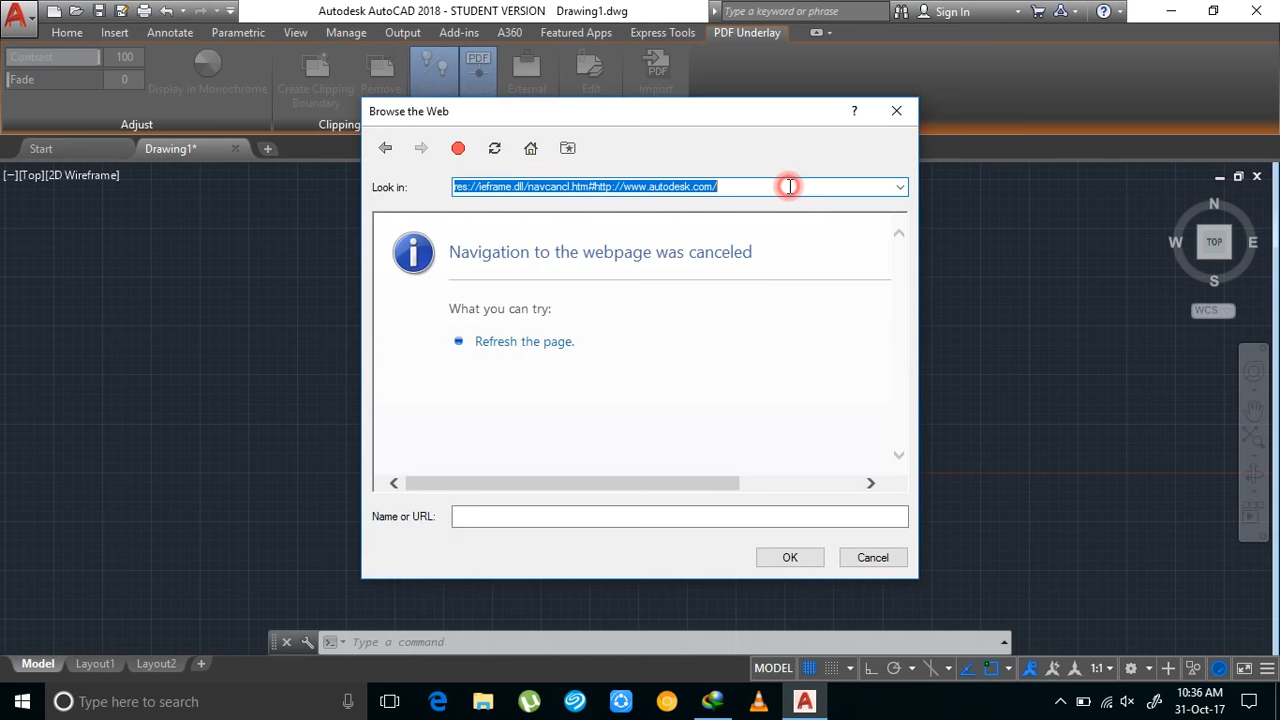 Autodesk AutoCAD 2018 - STUDENT VERSION Drawing1.dwg
Type a keyword or phrase
Sign In
Home Insert Annotate Parametric View Manage Output Add-ins A360 Featured Apps Express Tools PDF Underlay
Contrast 100
Fade 0
Display in Monochrome
Create Clipping
Boundary
Remove
PDF
External
Edit
PDF
Import
Adjust
Clipping
Start
Drawing1*
[−][Top][2D Wireframe]
Browse the Web
Look in:
res://ieframe.dll/navcancl.htm#http://www.autodesk.com/
Navigation to the webpage was canceled
What you can try:
Refresh the page.
Name or URL:
OK
Cancel
N
W TOP E
S
WCS
Type a command
Model Layout1 Layout2
MODEL
1:1
Type here to search
10:36 AM
31-Oct-17